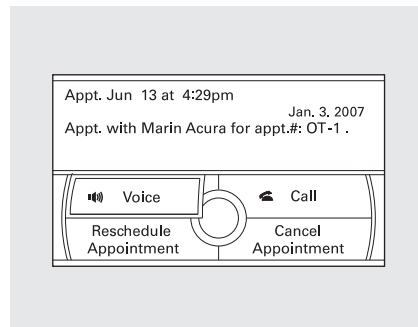 Appt. Jun 13 at 4:29pm
Jan. 3. 2007
Appt. with Marin Acura for appt.#: OT-1 .
Voice
Call
Reschedule
Appointment
Cancel
Appointment